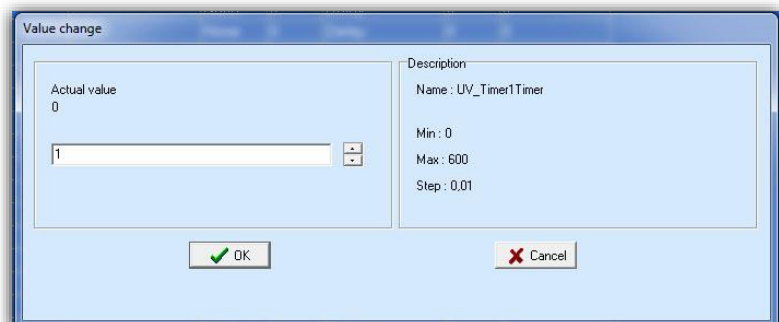 Value change
Actual value
0
1
OK
Description
Name : UV_Timer1Timer
Min : 0
Max : 600
Step : 0,01
Cancel